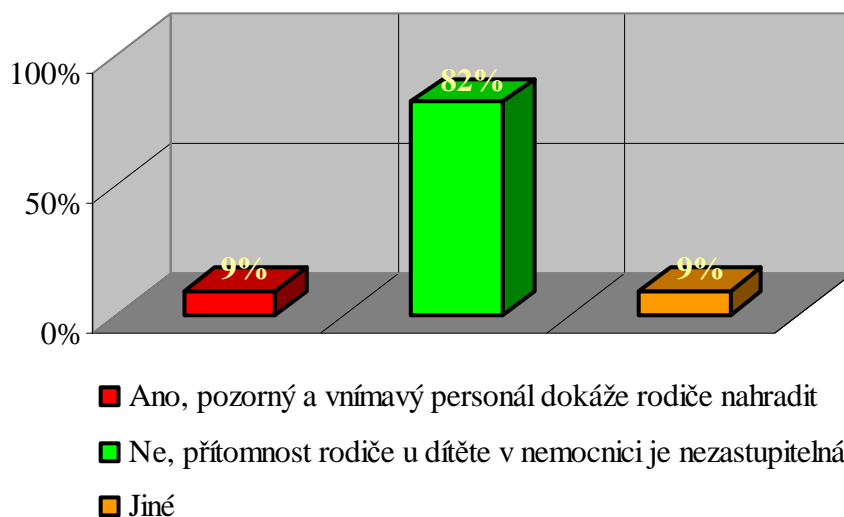 100%
82%
50%
9%
9%
0%
Ano, pozorný a vnímavý personál dokáže rodiče nahradit
Ne, přítomnost rodiče u dítěte v nemocnici je nezastupitelná
Jiné